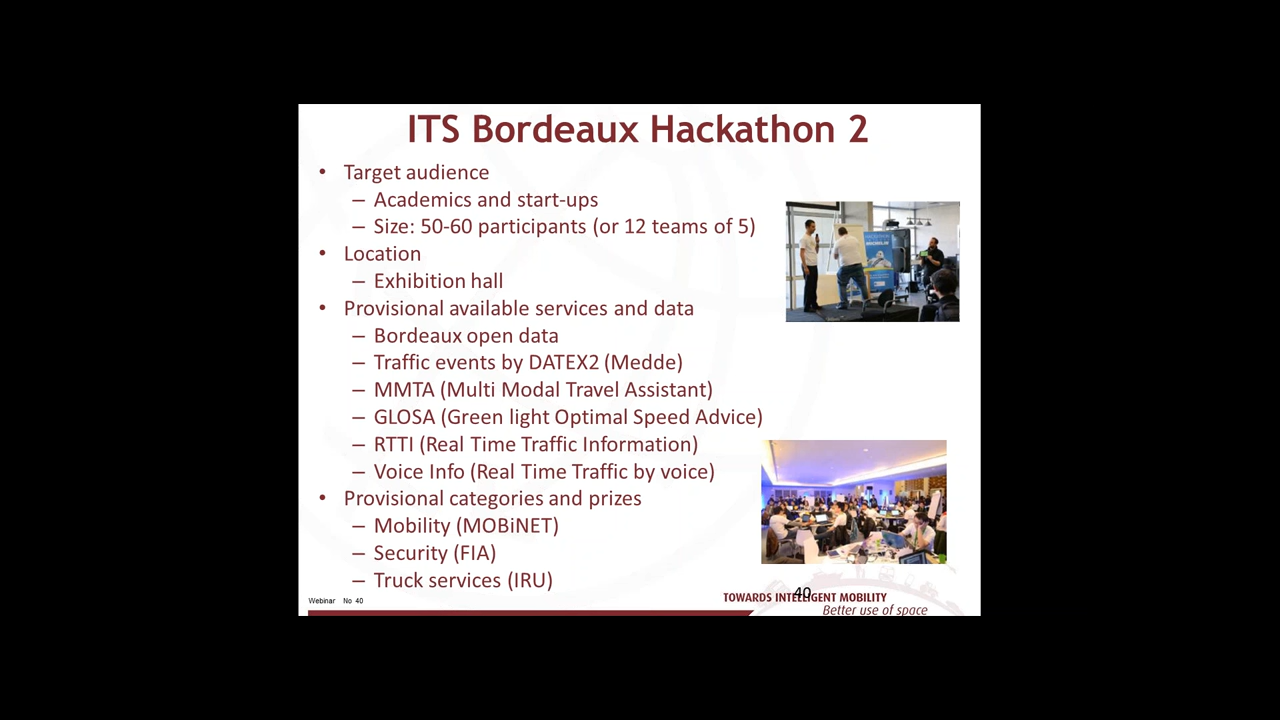 ITS Bordeaux Hackathon 2
• Target audience
– Academics and start-ups
– Size: 50-60 participants (or 12 teams of 5)
• Location
– Exhibition hall
• Provisional available services and data
– Bordeaux open data
– Traffic events by DATEX2 (Medde)
– MMTA (Multi Modal Travel Assistant)
– GLOSA (Green light Optimal Speed Advice)
– RTTI (Real Time Traffic Information)
– Voice Info (Real Time Traffic by voice)
• Provisional categories and prizes
– Mobility (MOBiNET)
– Security (FIA)
– Truck services (IRU)
Webinar No 40
40
TOWARDS INTELLIGENT MOBILITY
Better use of space